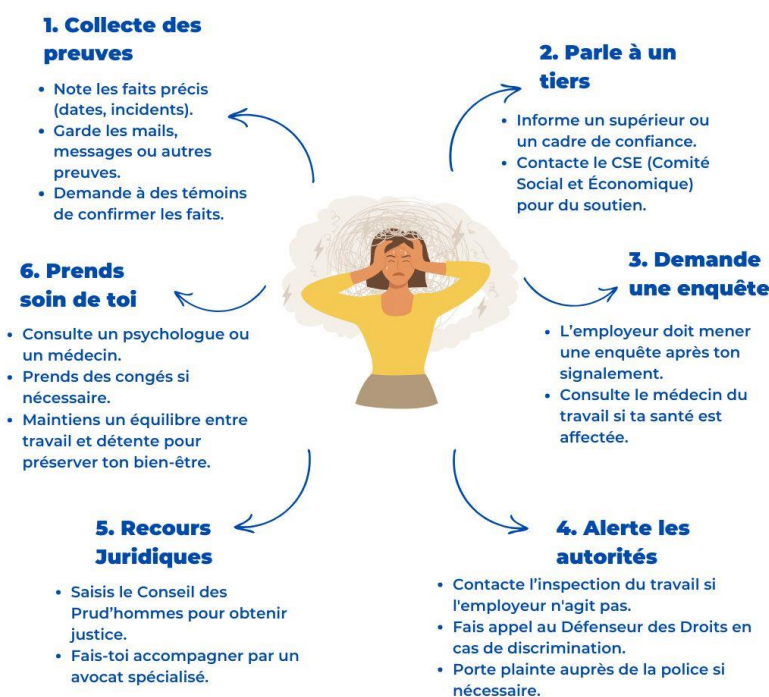 1. Collecte des
preuves
• Note les faits précis
(dates, incidents).
• Garde les mails,
messages ou autres
preuves.
• Demande à des témoins
de confirmer les faits.
2. Parle à un
tiers
• Informe un supérieur ou
un cadre de confiance.
• Contacte le CSE (Comité
Social et Économique)
pour du soutien.
3. Demande
une enquête
• L’employeur doit mener
une enquête après ton
signalement.
• Consulte le médecin du
travail si ta santé est
affectée.
4. Alerte les
autorités
• Contacte l’inspection du travail si
l'employeur n'agit pas.
• Fais appel au Défenseur des Droits en
cas de discrimination.
• Porte plainte auprès de la police si
nécessaire.
5. Recours
Juridiques
• Saisis le Conseil des
Prud’hommes pour obtenir
justice.
• Fais-toi accompagner par un
avocat spécialisé.
6. Prends
soin de toi
• Consulte un psychologue ou
un médecin.
• Prends des congés si
nécessaire.
• Maintiens un équilibre entre
travail et détente pour
préserver ton bien-être.